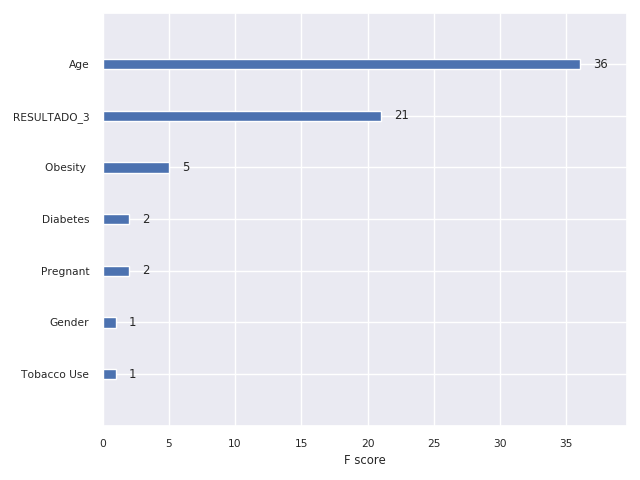 Age 36
RESULTADO_3 21
Obesity 5
Diabetes 2
Pregnant 2
Gender 1
Tobacco Use 1
0 5 10 15 20 25 30 35
F score